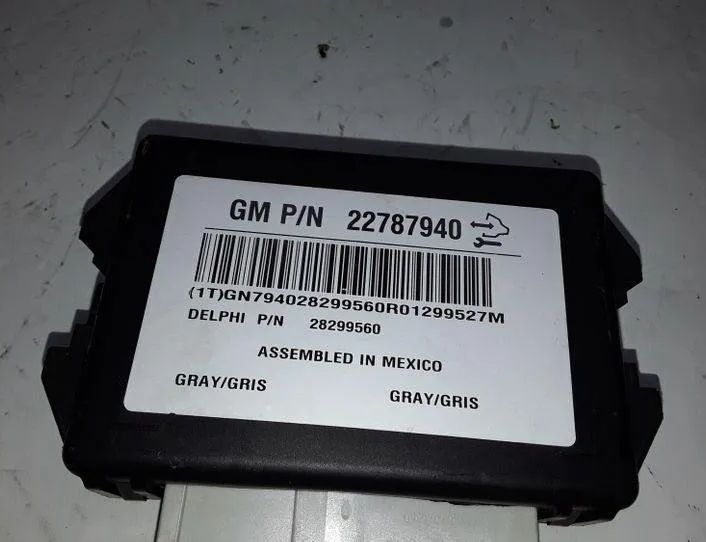 GM P/N 22787940
(1T)GN794028299560R01299527M
DELPHI P/N 28299560
ASSEMBLED IN MEXICO
GRAY/GRIS GRAY/GRIS